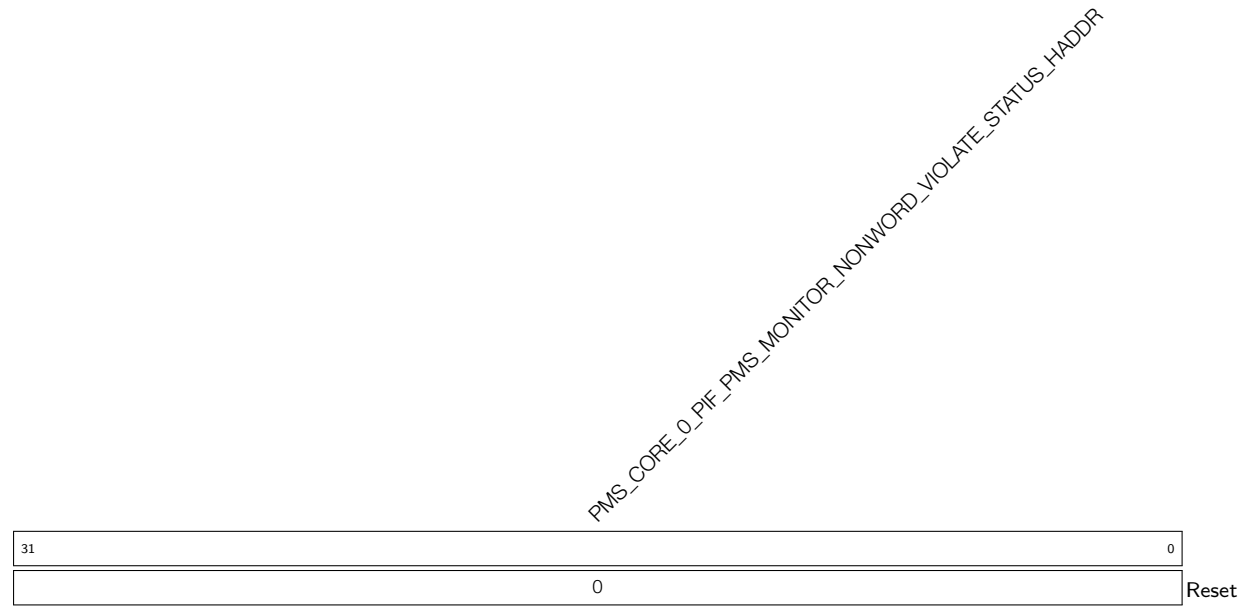 PMS_CORE_0_PIF_PMS_MONITOR_NONWORD_VIOLATE_STATUS_HADDR
31 0
0 Reset